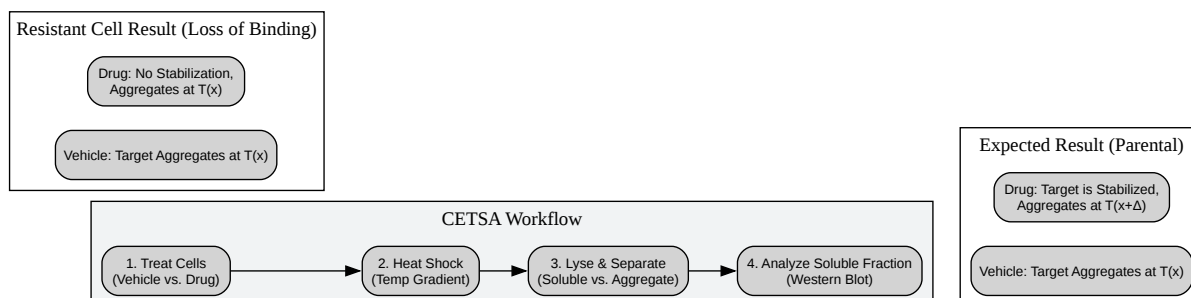 Resistant Cell Result (Loss of Binding)
Drug: No Stabilization,
Aggregates at T(x)
Vehicle: Target Aggregates at T(x)
CETSA Workflow
1. Treat Cells
(Vehicle vs. Drug)
2. Heat Shock
(Temp Gradient)
3. Lyse & Separate
(Soluble vs. Aggregate)
4. Analyze Soluble Fraction
(Western Blot)
Expected Result (Parental)
Drug: Target is Stabilized,
Aggregates at T(x+Δ)
Vehicle: Target Aggregates at T(x)